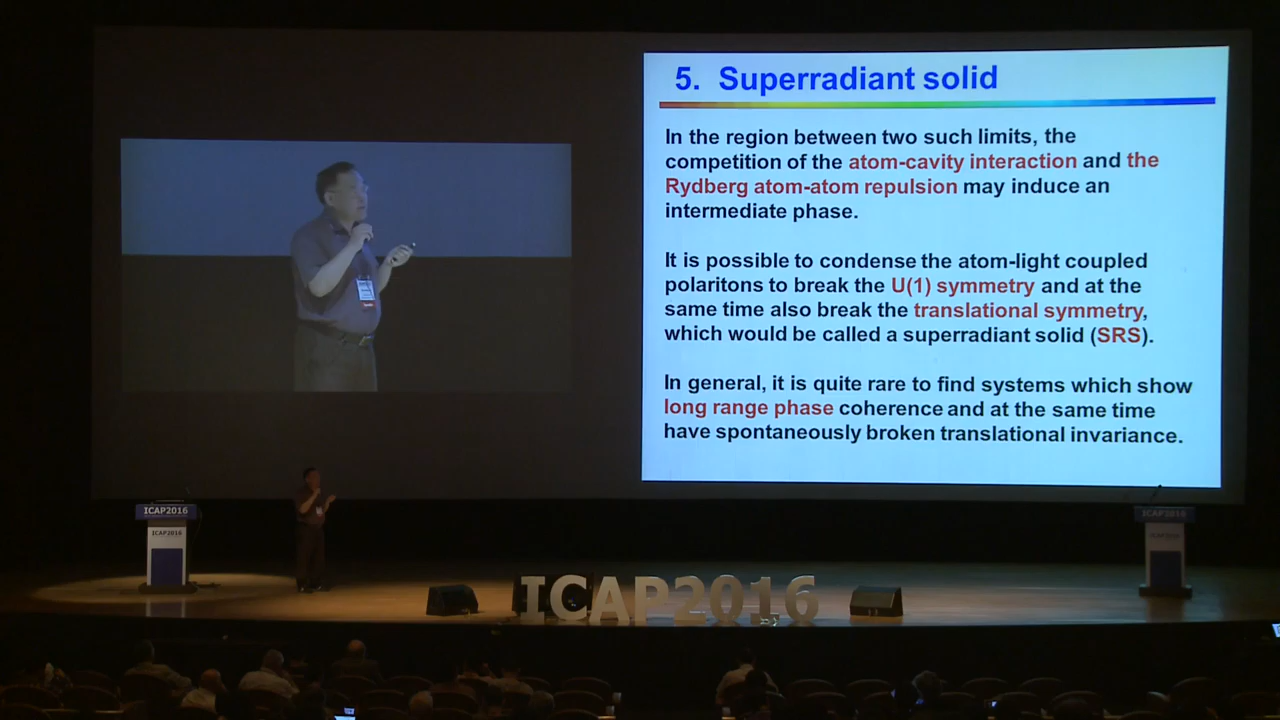 5. Superradiant solid
In the region between two such limits, the
competition of the atom-cavity interaction and the
Rydberg atom-atom repulsion may induce an
intermediate phase.
It is possible to condense the atom-light coupled
polaritons to break the U(1) symmetry and at the
same time also break the translational symmetry,
which would be called a superradiant solid (SRS).
In general, it is quite rare to find systems which show
long range phase coherence and at the same time
have spontaneously broken translational invariance.
ICAP2016
ICAP2016
ICAP2016
ICAP2016
ICAP2016